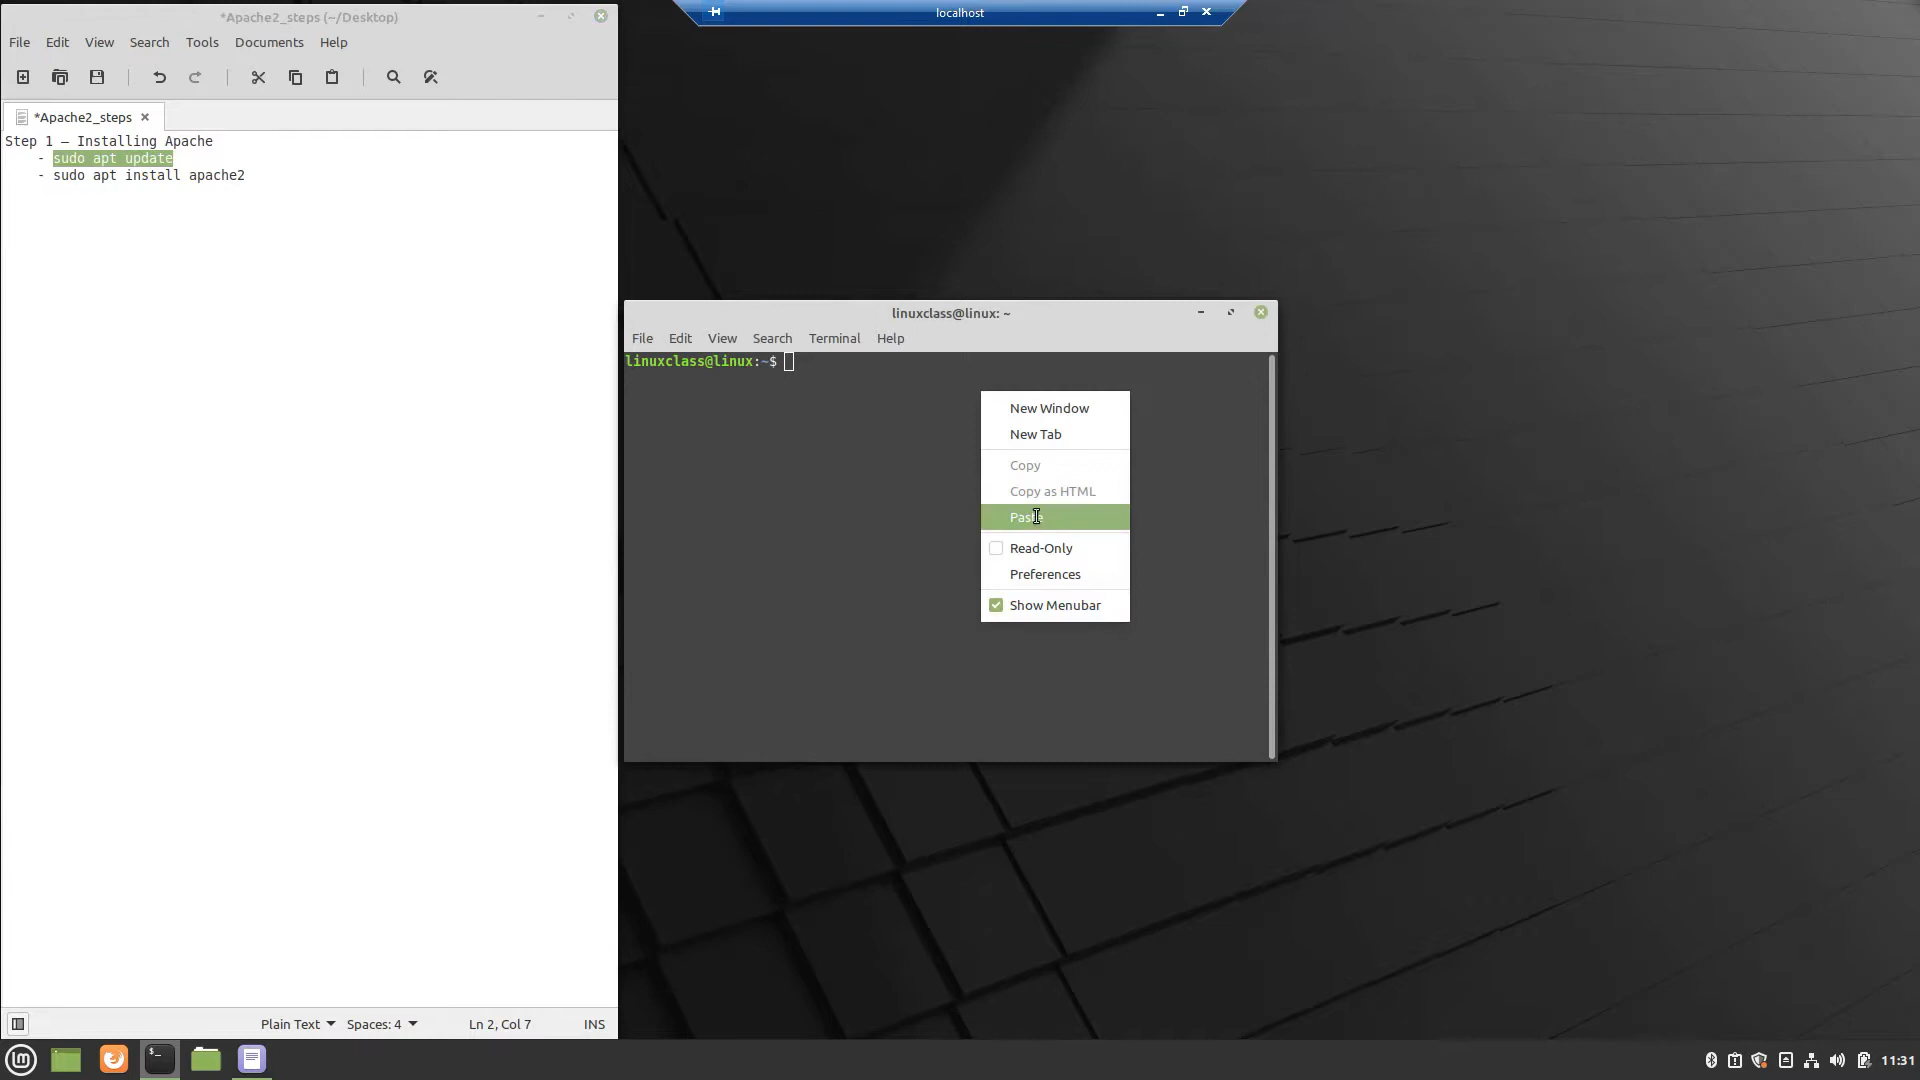 *Apache2_steps (~/Desktop)
File Edit View Search Tools Documents Help
*Apache2_steps
Step 1 – Installing Apache
- sudo apt update
- sudo apt install apache2
Plain Text Spaces: 4 Ln 2, Col 7 INS
localhost
linuxclass@linux: ~
File Edit View Search Terminal Help
linuxclass@linux:~$
New Window
New Tab
Copy
Copy as HTML
Paste
Read-Only
Preferences
Show Menubar
11:31